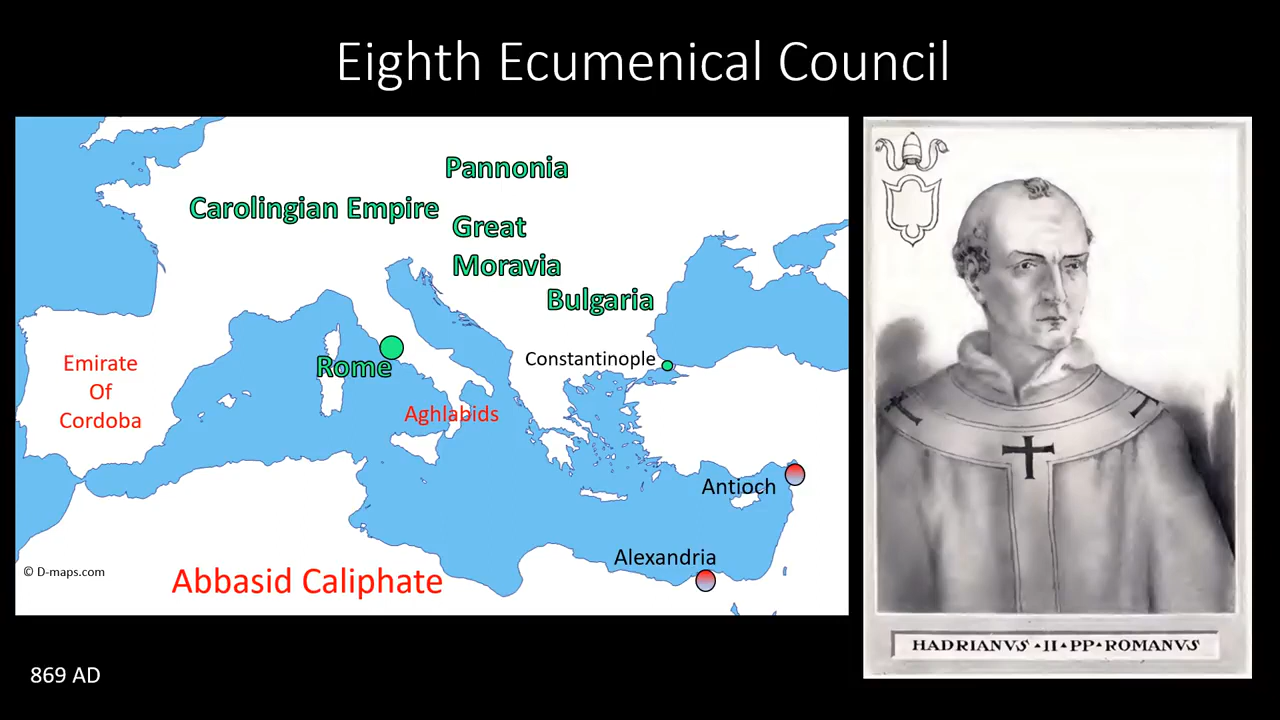 Eighth Ecumenical Council
Pannonia
Carolingian Empire
Great
Moravia
Bulgaria
Constantinople
Rome
Emirate
Of
Cordoba
Aghlabids
Antioch
Alexandria
© D-maps.com
Abbasid Caliphate
HADRIANVS · II · PP · ROMANVS
869 AD